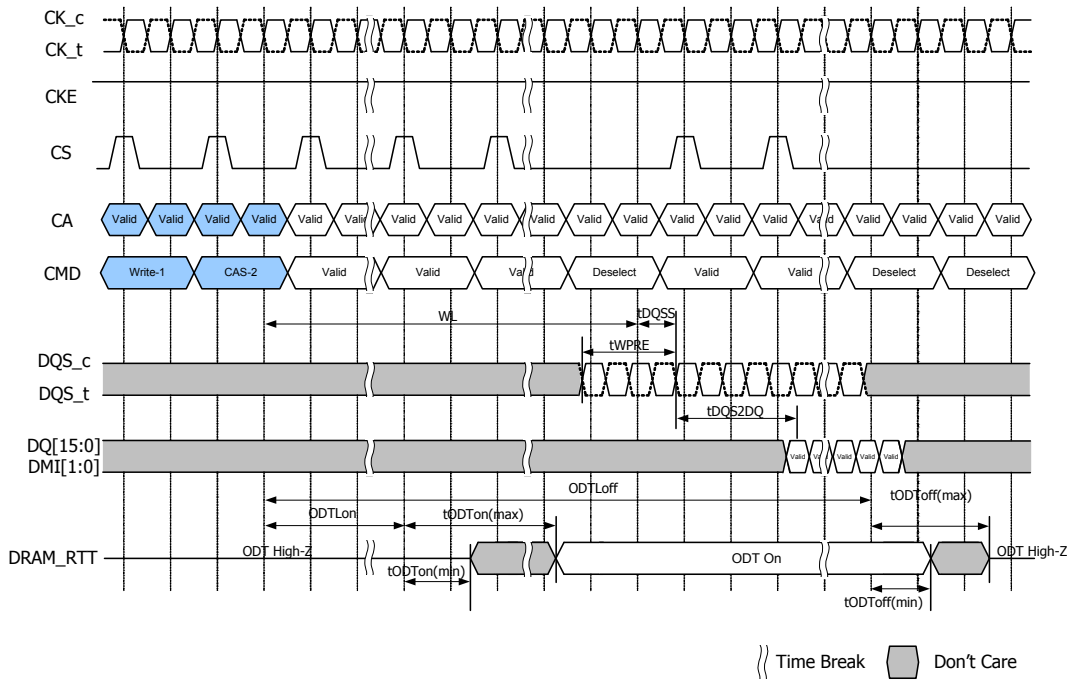 CK_c
CK_t
CKE
CS
CA Valid Valid Valid Valid Valid Valid Valid Valid Valid Valid Valid Valid Valid Valid Valid Valid Valid Valid Valid Valid
CMD Write-1 CAS-2 Valid Valid Valid Deselect Valid Valid Deselect Deselect
WL tDQSS
tWPRE
DQS_c
DQS_t
tDQS2DQ
DQ[15:0]
DMI[1:0]
Valid Valid Valid Valid Valid
ODTLoff tODToff(max)
ODTLon tODTon(max)
DRAM_RTT ODT High-Z ODT On ODT High-Z
tODTon(min) tODToff(min)
Time Break Don't Care